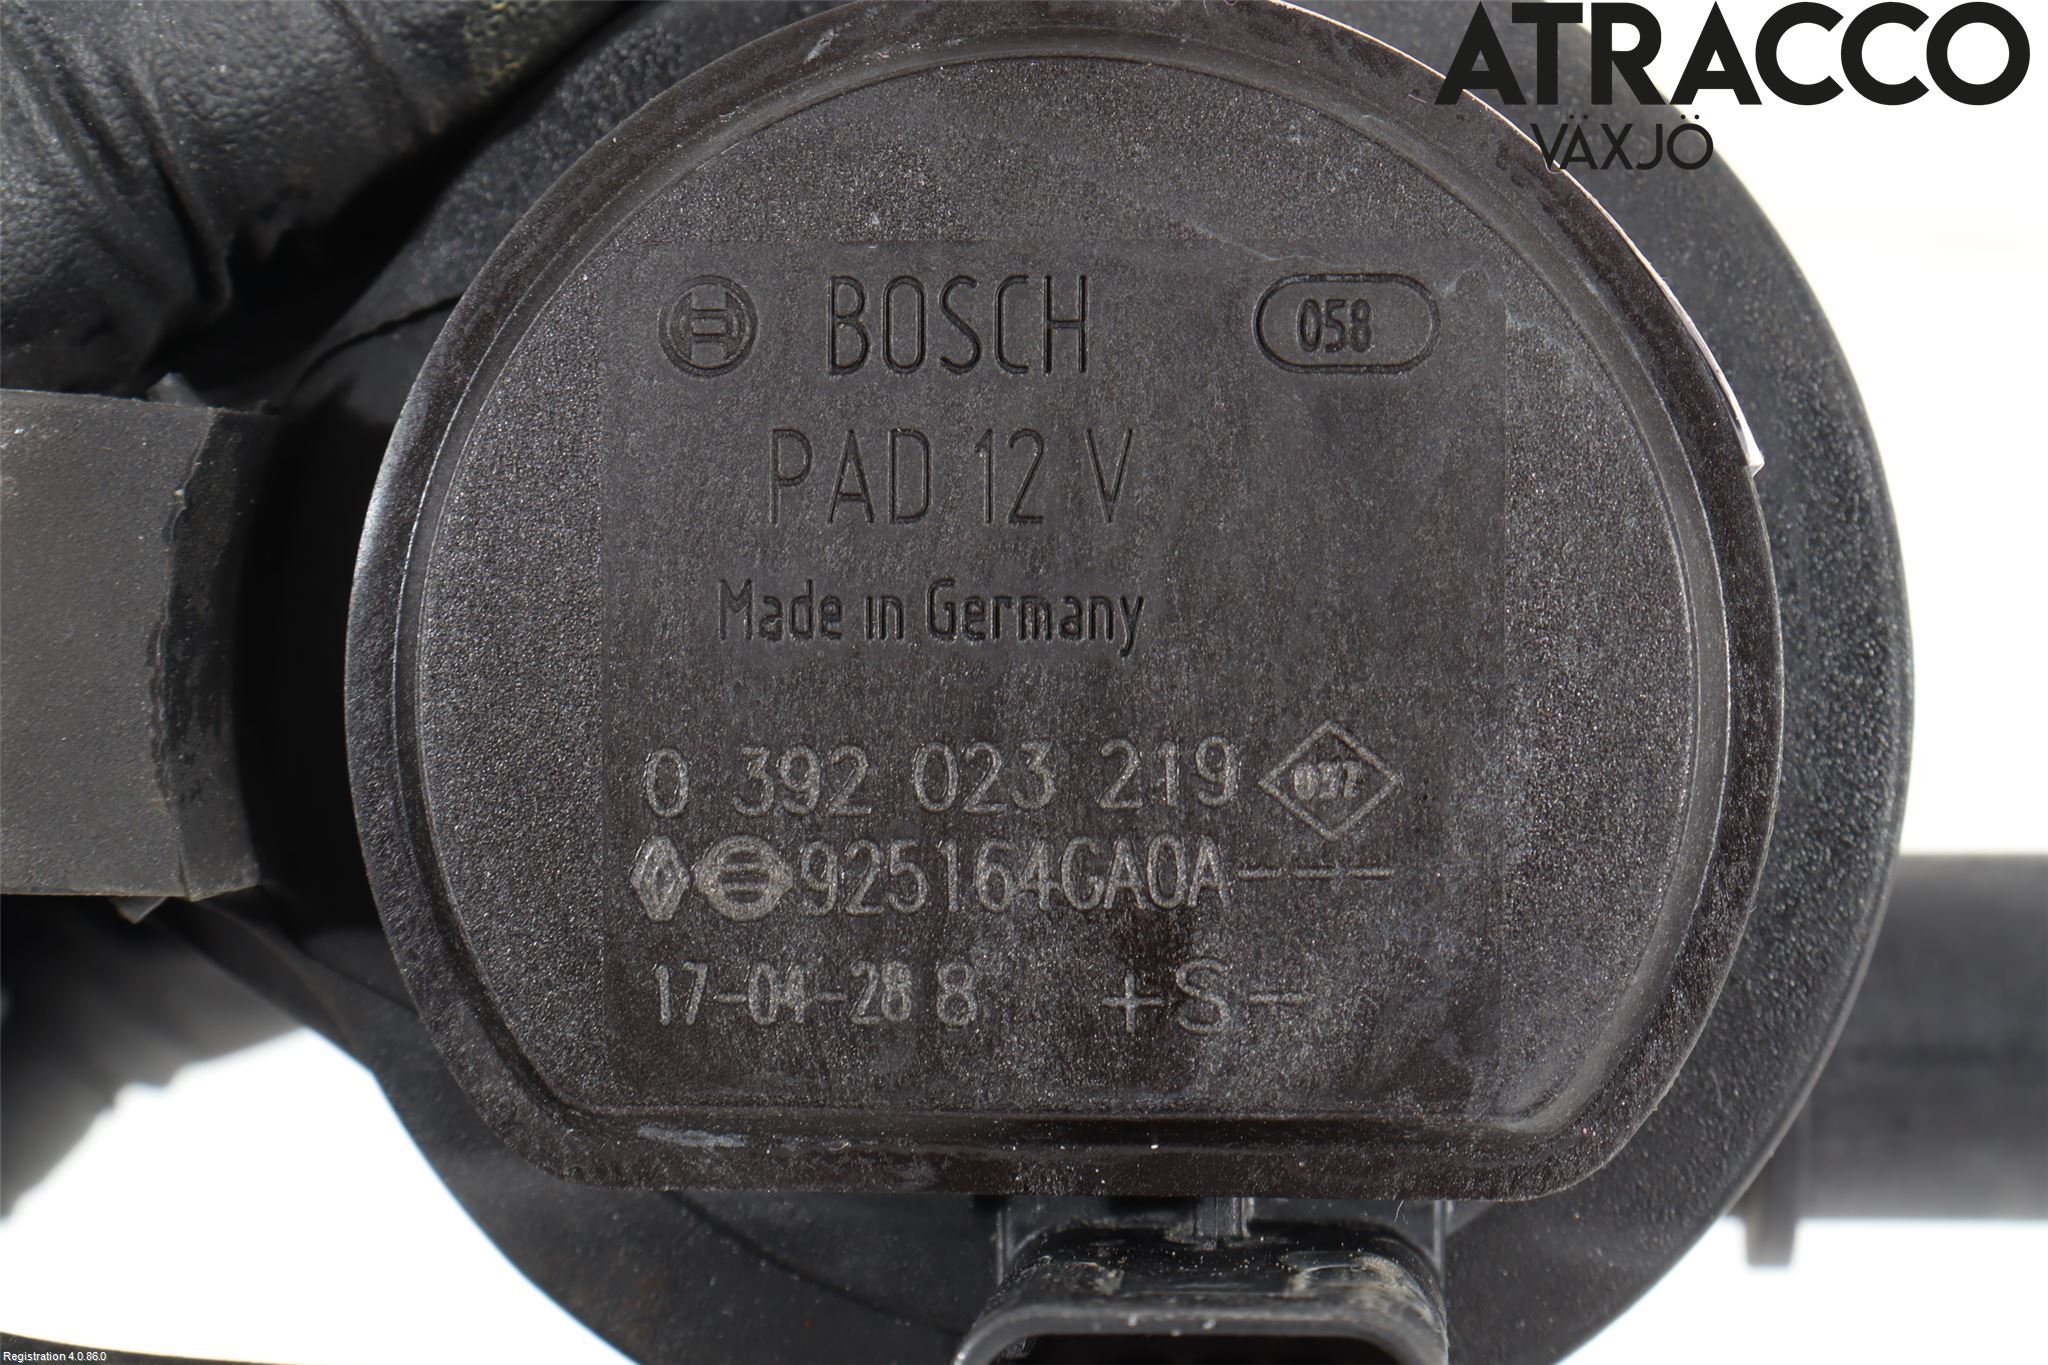 ATRACCO
VÄXJÖ
BOSCH 058
PAD 12 V
Made in Germany
0 392 023 219
925164GA0A---
17-04-28 8 +S-
Registration 4.0.86.0